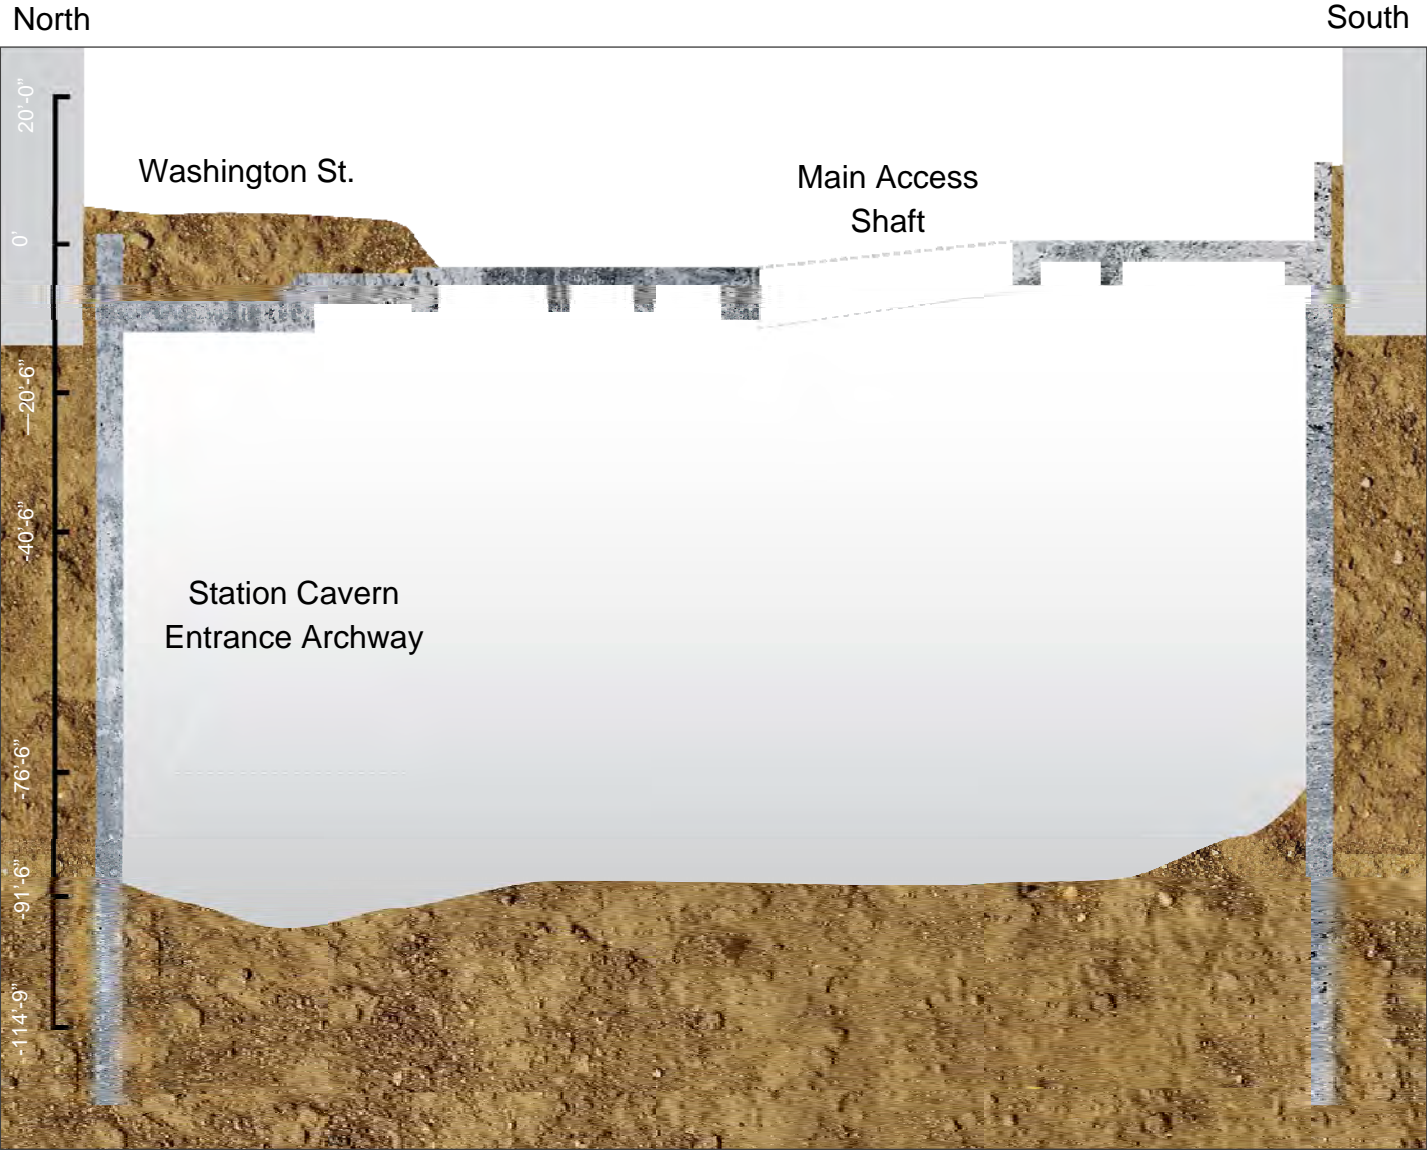 North
South
20'-0"
Washington St.
Main Access
Shaft
0'
—20'-6"
-40'-6"
Station Cavern
Entrance Archway
-76'-6"
-91'-6"
-114'-9"